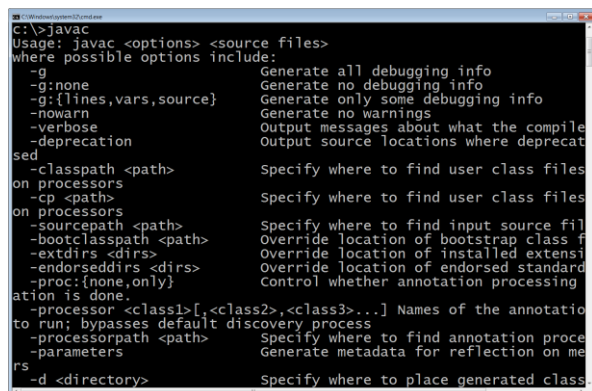 C:\Windows\system32\cmd.exe
c:\>javac
Usage: javac <options> <source files>
where possible options include:
  -g                         Generate all debugging info
  -g:none                    Generate no debugging info
  -g:{lines,vars,source}     Generate only some debugging info
  -nowarn                    Generate no warnings
  -verbose                   Output messages about what the compile
  -deprecation               Output source locations where deprecat
sed
  -classpath <path>          Specify where to find user class files
on processors
  -cp <path>                 Specify where to find user class files
on processors
  -sourcepath <path>         Specify where to find input source fil
  -bootclasspath <path>      Override location of bootstrap class f
  -extdirs <dirs>            Override location of installed extensi
  -endorseddirs <dirs>       Override location of endorsed standard
  -proc:{none,only}          Control whether annotation processing
ation is done.
  -processor <class1>[,<class2>,<class3>...] Names of the annotatio
to run; bypasses default discovery process
  -processorpath <path>      Specify where to find annotation proce
  -parameters                Generate metadata for reflection on me
rs
  -d <directory>             Specify where to place generated class